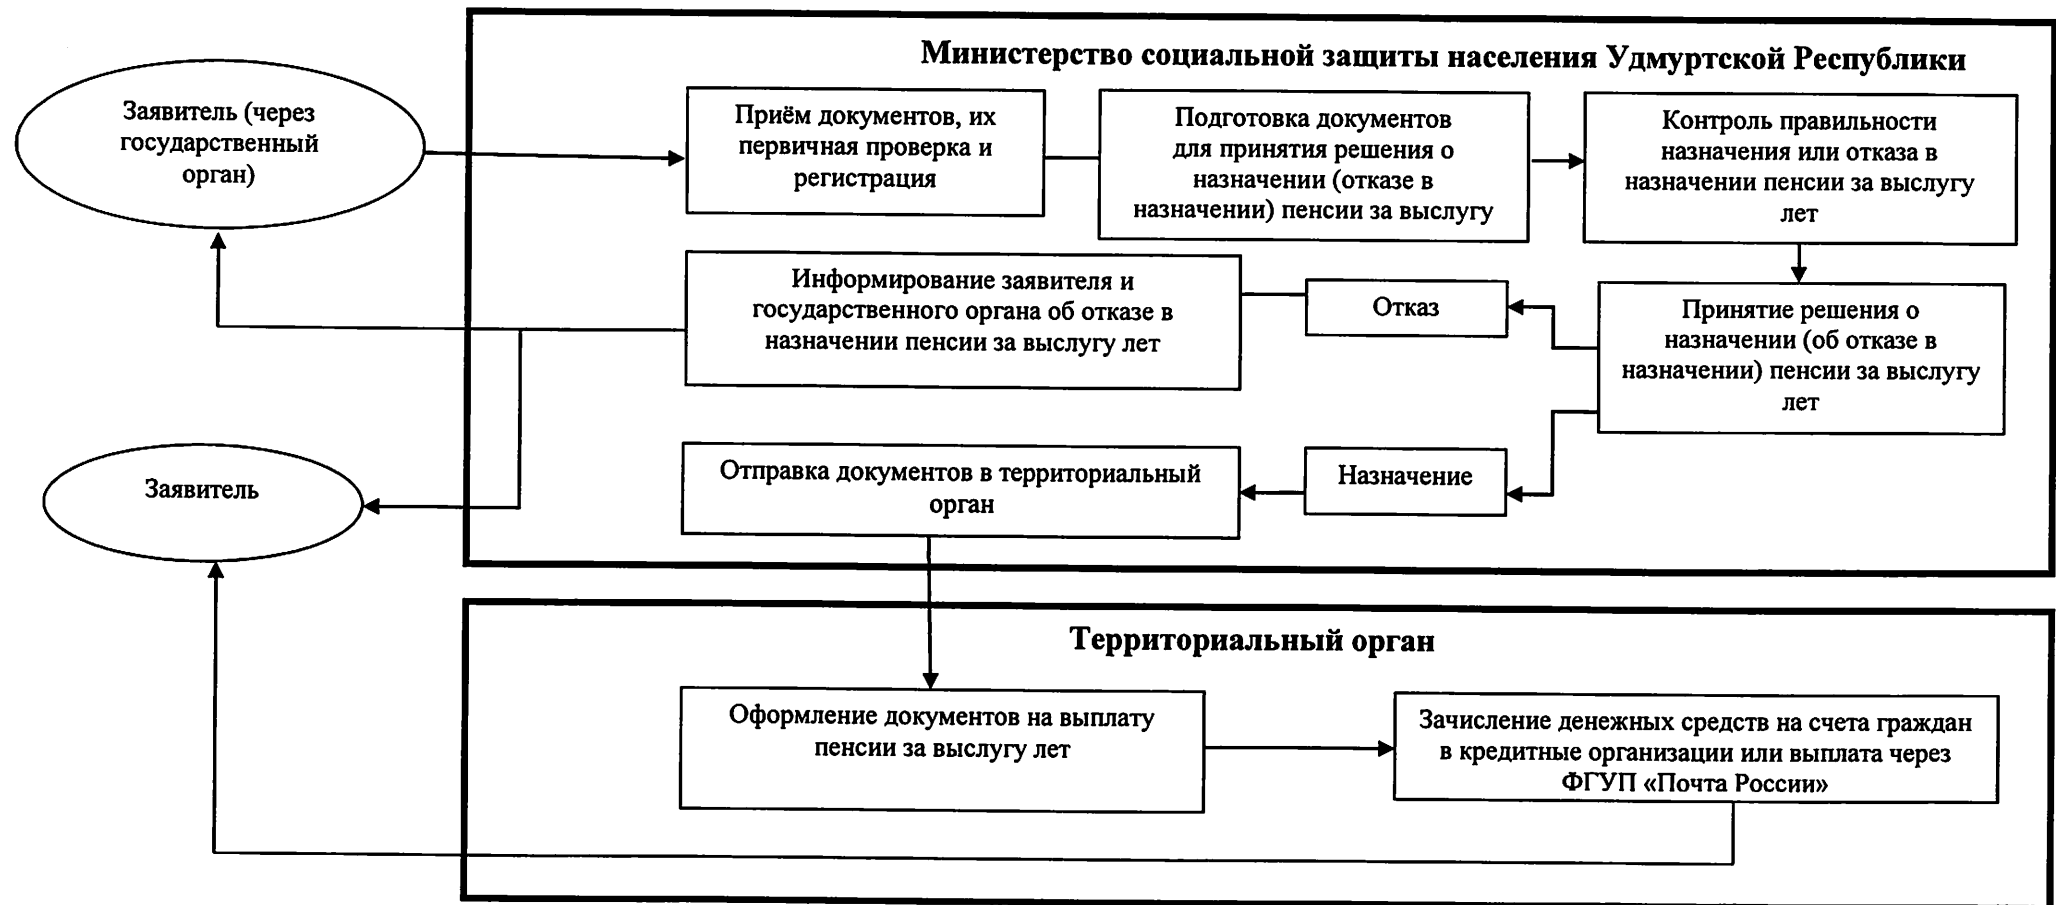 Министерство социальной защиты населения Удмуртской Республики
Заявитель (через
государственный
орган)
Приём документов, их
первичная проверка и
регистрация
Подготовка документов
для принятия решения о
назначении (отказе в
назначении) пенсии за выслугу
Контроль правильности
назначения или отказа в
назначении пенсии за выслугу
лет
Информирование заявителя и
государственного органа об отказе в
назначении пенсии за выслугу лет
Отказ
Принятие решения о
назначении (об отказе в
назначении) пенсии за выслугу
лет
Заявитель
Отправка документов в территориальный
орган
Назначение
Территориальный орган
Оформление документов на выплату
пенсии за выслугу лет
Зачисление денежных средств на счета граждан
в кредитные организации или выплата через
ФГУП «Почта России»